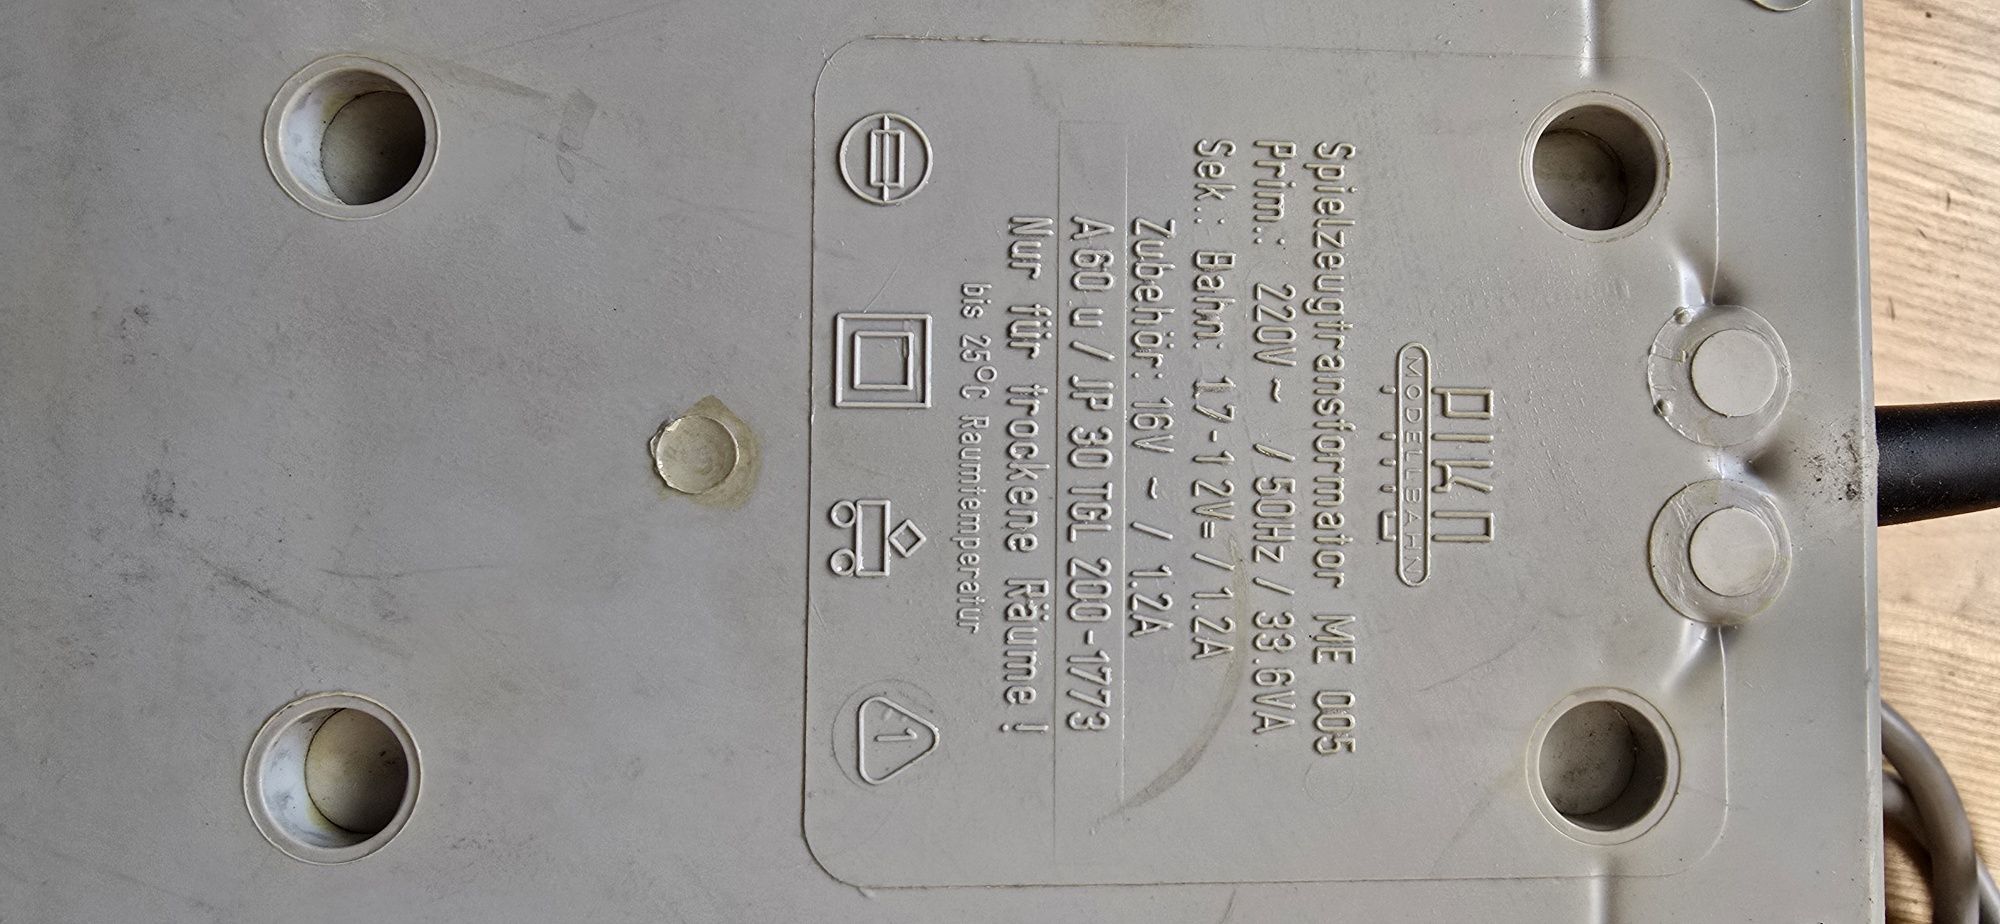 PIKO
MODELLBAHN
Spielzeugtransformator ME 005
Prim.: 220V ~ / 50Hz / 33.6VA
Sek.: Bahn: 1.7-12V= / 1.2A
Zubehör: 16V ~ / 1.2A
A 60 u / JP 30 TGL 200-1773
Nur für trockene Räume !
bis 25°C Raumtemperatur
1